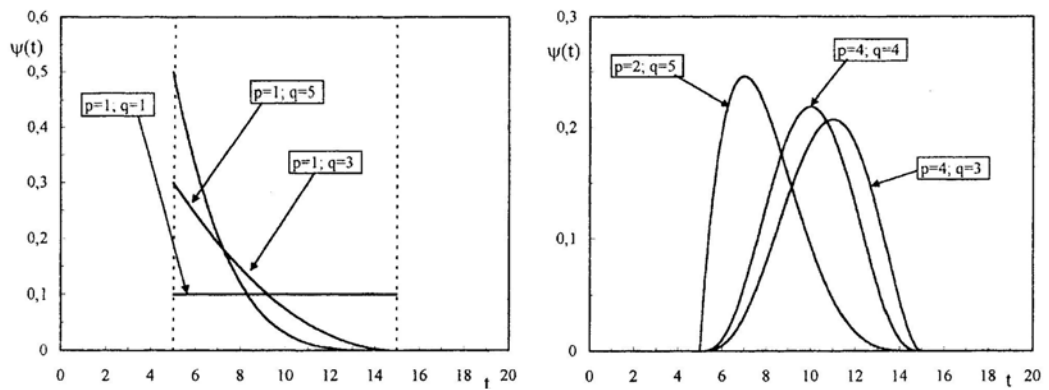 0,6
ψ(t)
0,5
0,4
0,3
0,2
0,1
0
p=1; q=1
p=1; q=5
p=1; q=3
0 2 4 6 8 10 12 14 16 18 20
t
0,3
ψ(t)
0,2
0,1
0
p=2; q=5
p=4; q=4
p=4; q=3
0 2 4 6 8 10 12 14 16 18 20
t